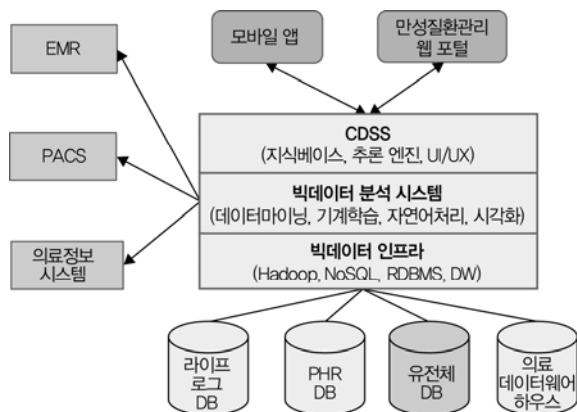 EMR
PACS
의료정보
시스템
모바일 앱
만성질환관리
웹 포털
CDSS
(지식베이스, 추론 엔진, UI/UX)
빅데이터 분석 시스템
(데이터마이닝, 기계학습, 자연어처리, 시각화)
빅데이터 인프라
(Hadoop, NoSQL, RDBMS, DW)
라이프
로그
DB
PHR
DB
유전체
DB
의료
데이터웨어
하우스